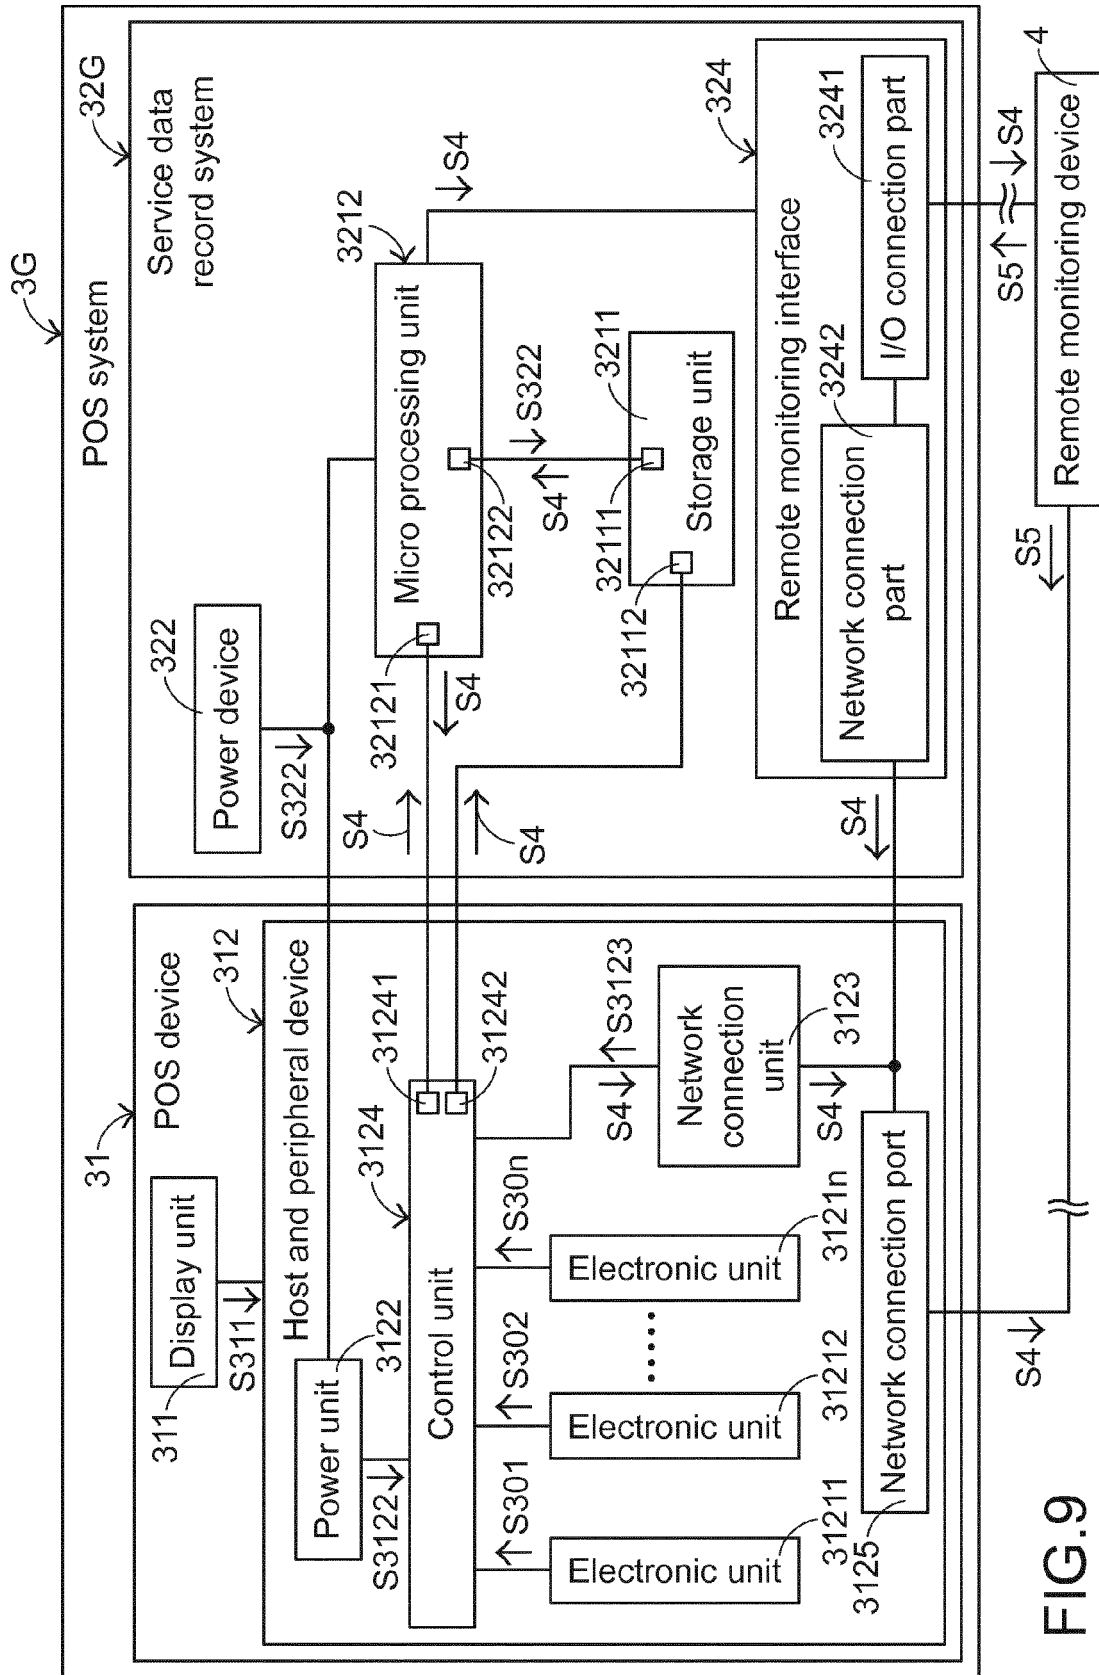 3G
POS system
31
POS device
311
Display unit
S311
312
Host and peripheral device
3122
Power unit
S3122
3124
Control unit
31241
31242
S301
S302
S30n
Electronic unit
31211
Electronic unit
31212
......
Electronic unit
3121n
S4
S3123
Network
connection
unit
3123
S4
3125
Network connection port
S4
32G
Service data
record system
322
Power device
S322
S4
S4
32121
S4
3212
Micro processing unit
32122
S4
S4
S322
3211
32111
32112
Storage unit
324
Remote monitoring interface
3242
Network connection
part
3241
I/O connection part
S4
S5
S4
4
Remote monitoring device
S5
FIG.9